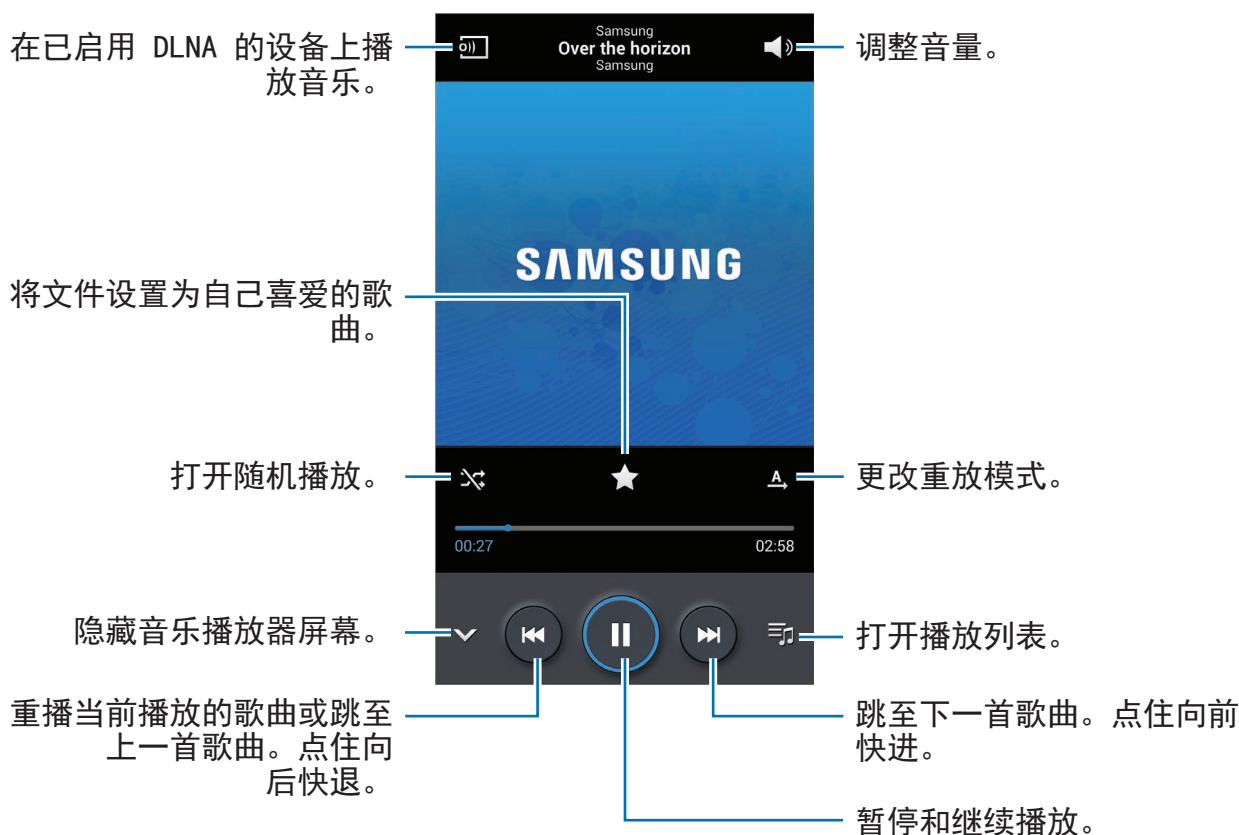 Samsung
Over the horizon
Samsung
在已启用 DLNA 的设备上播
放音乐。
调整音量。
SAMSUNG
将文件设置为自己喜爱的歌
曲。
打开随机播放。
A
更改重放模式。
00:27
02:58
隐藏音乐播放器屏幕。
打开播放列表。
重播当前播放的歌曲或跳至
上一首歌曲。点住向
后快退。
跳至下一首歌曲。点住向前
快进。
暂停和继续播放。